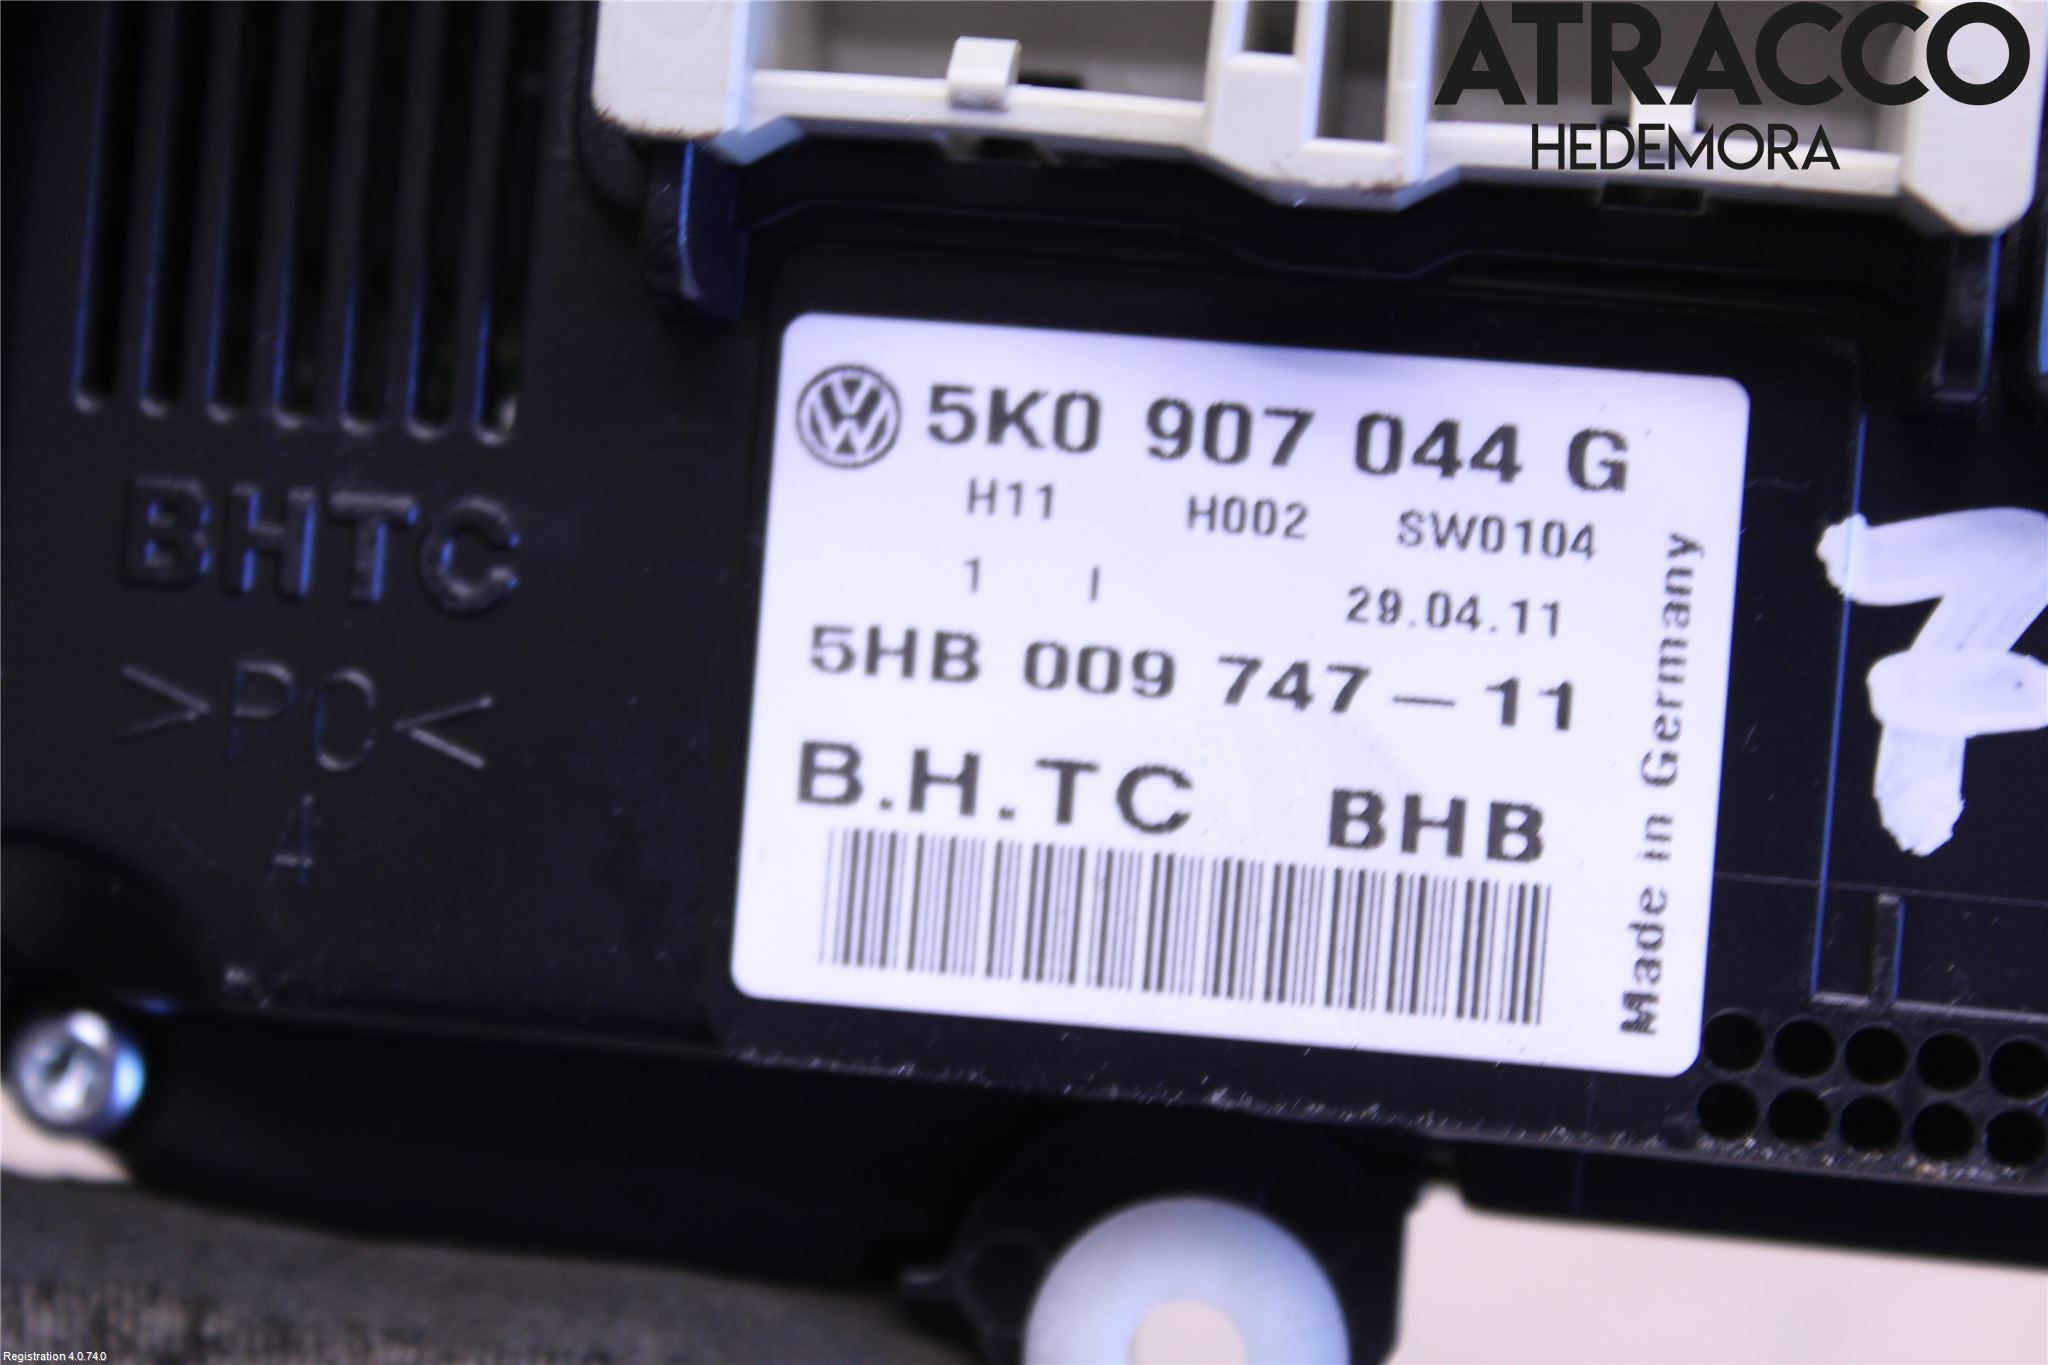 ATRACCO
HEDEMORA
5K0 907 044 G
H11 H002 SW0104
1 I 29.04.11
5HB 009 747-11
B.H.TC BHB
Made in Germany
BHTC
>PC<
4
Registration 4.0.74.0